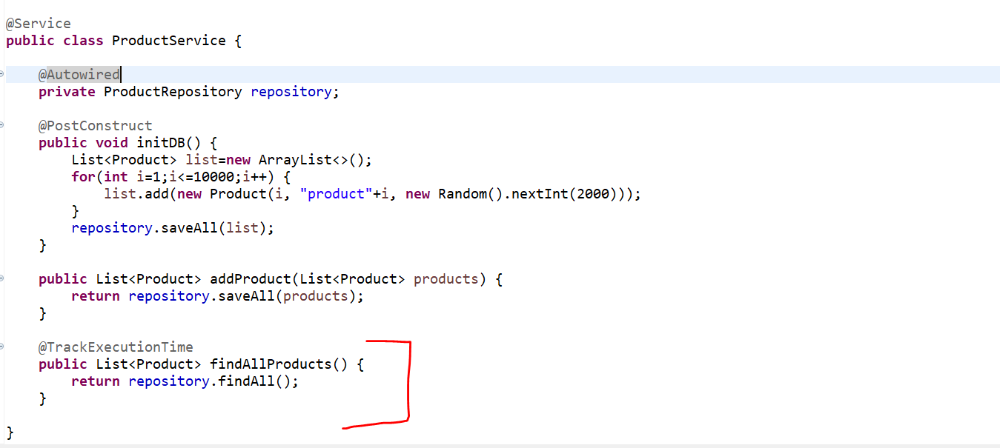 @Service
public class ProductService {
@Autowired
private ProductRepository repository;
@PostConstruct
public void initDB() {
List<Product> list=new ArrayList<>();
for(int i=1;i<=10000;i++) {
list.add(new Product(i, "product"+i, new Random().nextInt(2000)));
}
repository.saveAll(list);
}
public List<Product> addProduct(List<Product> products) {
return repository.saveAll(products);
}
@TrackExecutionTime
public List<Product> findAllProducts() {
return repository.findAll();
}
}